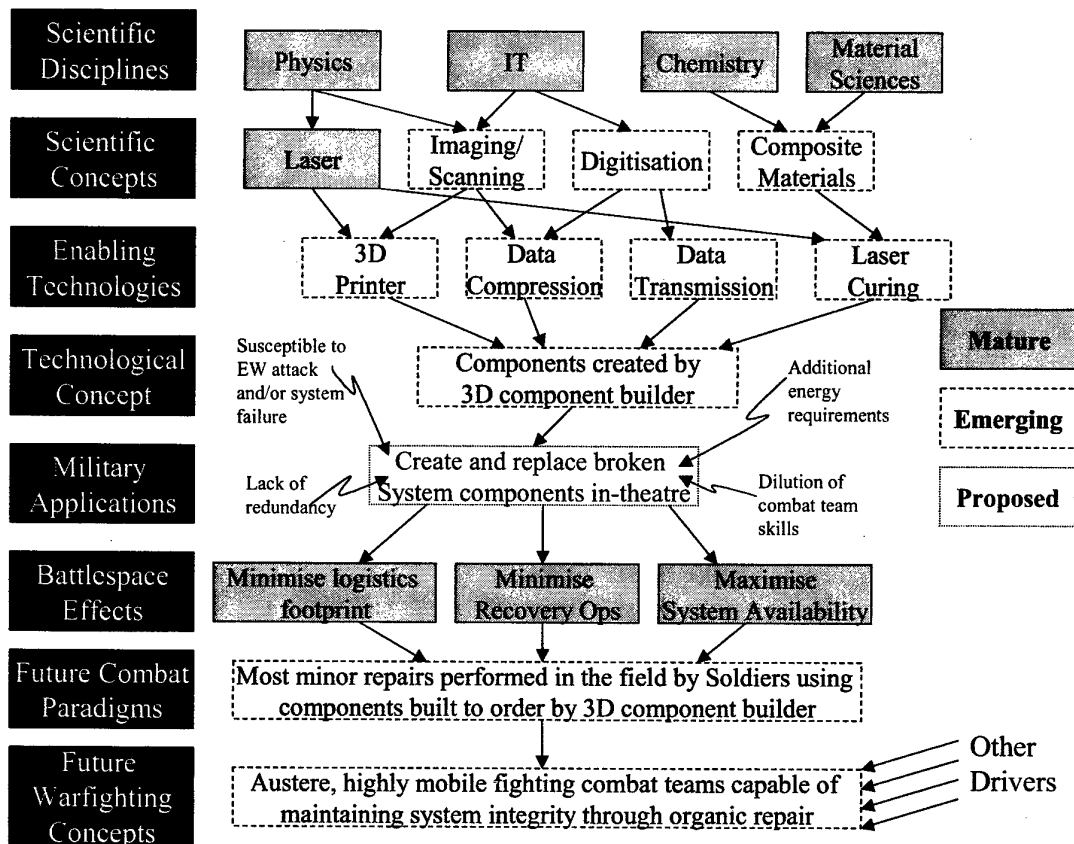 Scientific
Disciplines
Physics
IT
Chemistry
Material
Sciences
Scientific
Concepts
Laser
Imaging/
Scanning
Digitisation
Composite
Materials
Enabling
Technologies
3D
Printer
Data
Compression
Data
Transmission
Laser
Curing
Mature
Emerging
Proposed
Technological
Concept
Susceptible to
EW attack
and/or system
failure
Components created by
3D component builder
Additional
energy
requirements
Military
Applications
Lack of
redundancy
Create and replace broken
System components in-theatre
Dilution of
combat team
skills
Battlespace
Effects
Minimise logistics
footprint
Minimise
Recovery Ops
Maximise
System Availability
Future Combat
Paradigms
Most minor repairs performed in the field by Soldiers using
components built to order by 3D component builder
Future
Warfighting
Concepts
Austere, highly mobile fighting combat teams capable of
maintaining system integrity through organic repair
Other
Drivers